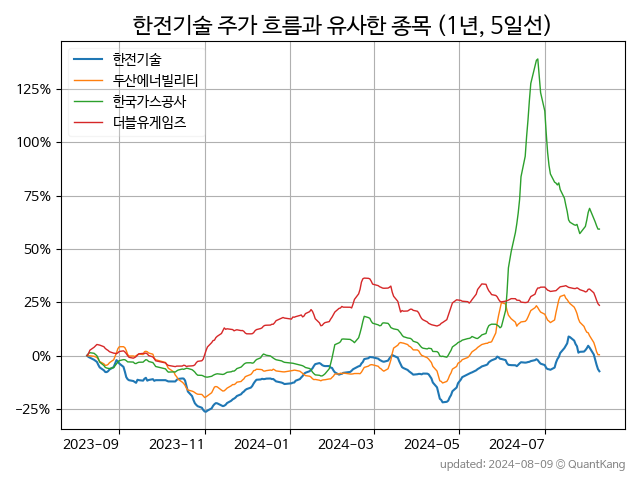 한전기술 주가 흐름과 유사한 종목 (1년, 5일선)
한전기술
두산에너빌리티
한국가스공사
더블유게임즈
125%
100%
75%
50%
25%
0%
−25%
2023-09 2023-11 2024-01 2024-03 2024-05 2024-07
updated: 2024-08-09 © QuantKang